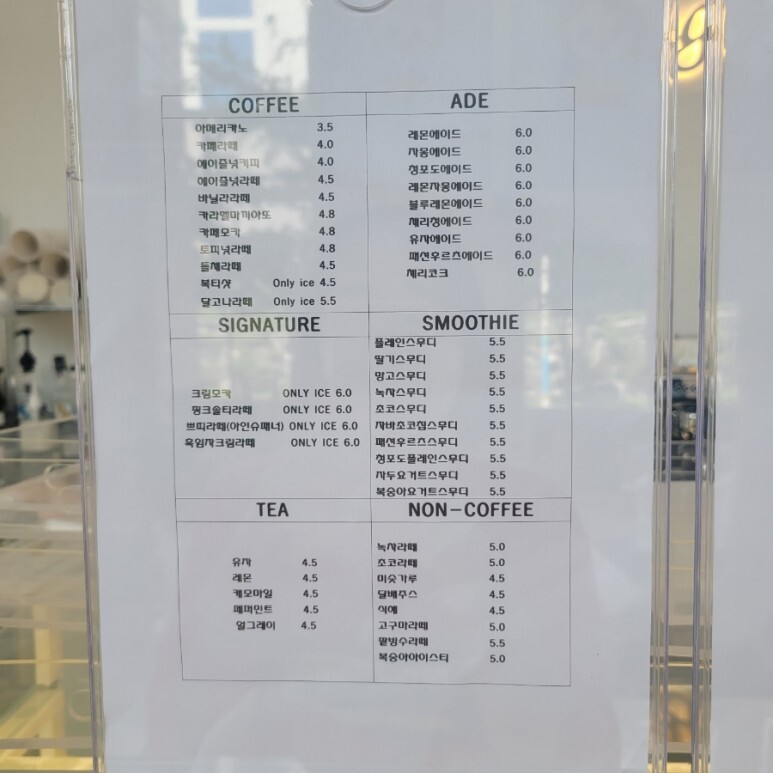 COFFEE
아메리카노 3.5
카페라떼 4.0
헤이즐넛커피 4.0
헤이즐넛라떼 4.5
바닐라라떼 4.5
카라멜마끼아또 4.8
카페모카 4.8
토피넛라떼 4.8
돌체라떼 4.5
복티샷 Only ice 4.5
달고나라떼 Only ice 5.5
ADE
레몬에이드 6.0
자몽에이드 6.0
청포도에이드 6.0
레몬자몽에이드 6.0
블루레몬에이드 6.0
체리청에이드 6.0
유자에이드 6.0
패션후르츠에이드 6.0
체리코크 6.0
SIGNATURE
크림모카 ONLY ICE 6.0
핑크솔티라떼 ONLY ICE 6.0
쁘띠라떼(아인슈패너) ONLY ICE 6.0
흑임자크림라떼 ONLY ICE 6.0
SMOOTHIE
플레인스무디 5.5
딸기스무디 5.5
망고스무디 5.5
녹차스무디 5.5
초코스무디 5.5
자바초코칩스무디 5.5
패션후르츠스무디 5.5
청포도플레인스무디 5.5
자두요거트스무디 5.5
복숭아요거트스무디 5.5
TEA
유자 4.5
레몬 4.5
캐모마일 4.5
페퍼민트 4.5
얼그레이 4.5
NON-COFFEE
녹차라떼 5.0
초코라떼 5.0
미숫가루 4.5
달배주스 4.5
식혜 4.5
고구마라떼 5.0
팥빙수라떼 5.5
복숭아아이스티 5.0